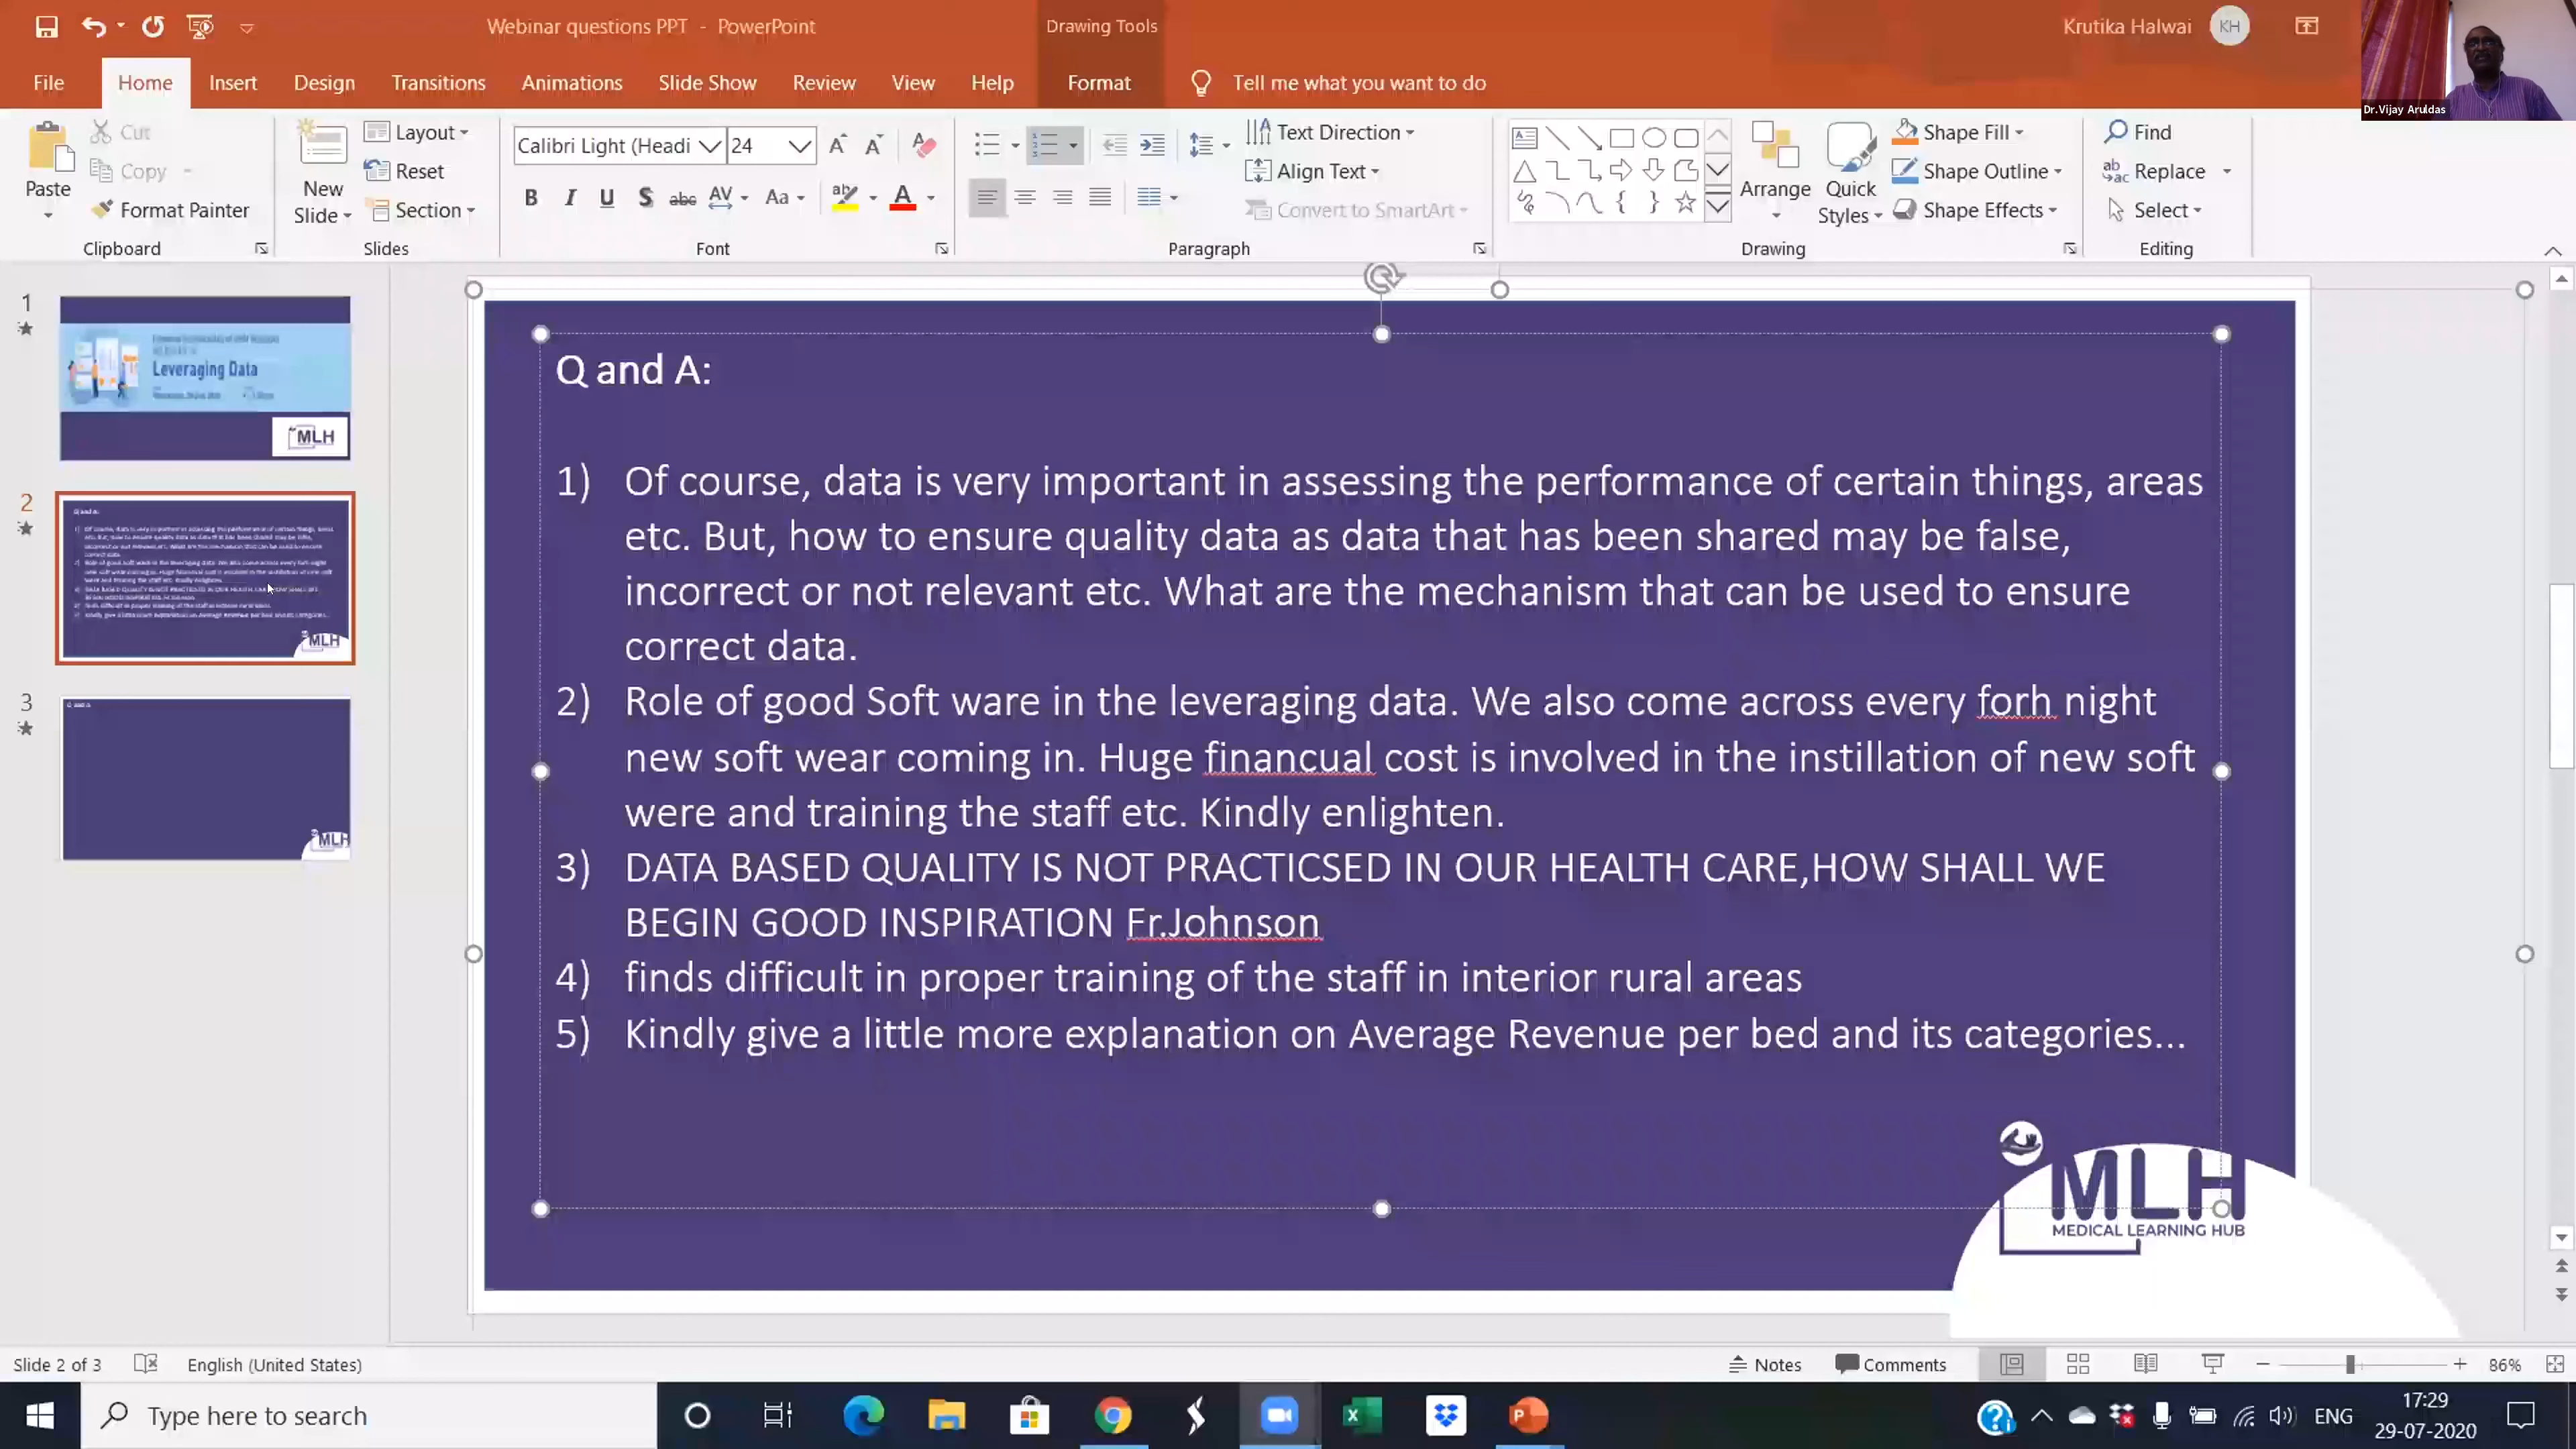 Webinar questions PPT - PowerPoint
Drawing Tools
Krutika Halwai
KH
File Home Insert Design Transitions Animations Slide Show Review View Help Format Tell me what you want to do
Dr.Vijay Aruldas
Paste
Cut
Copy
Format Painter
Clipboard
New
Slide
Layout
Reset
Section
Slides
Calibri Light (Headi 24
B I U S abc AV Aa A
Font
Text Direction
Align Text
Convert to SmartArt
Paragraph
Arrange
Quick
Styles
Shape Fill
Shape Outline
Shape Effects
Drawing
Find
Replace
Select
Editing
1
Leveraging Data
MLH
2
MLH
3
Q and A
MLH
Q and A:
1) Of course, data is very important in assessing the performance of certain things, areas
etc. But, how to ensure quality data as data that has been shared may be false,
incorrect or not relevant etc. What are the mechanism that can be used to ensure
correct data.
2) Role of good Soft ware in the leveraging data. We also come across every forh night
new soft wear coming in. Huge financual cost is involved in the instillation of new soft
were and training the staff etc. Kindly enlighten.
3) DATA BASED QUALITY IS NOT PRACTICSED IN OUR HEALTH CARE,HOW SHALL WE
BEGIN GOOD INSPIRATION Fr.Johnson
4) finds difficult in proper training of the staff in interior rural areas
5) Kindly give a little more explanation on Average Revenue per bed and its categories...
MLH
MEDICAL LEARNING HUB
Slide 2 of 3 English (United States) Notes Comments 86%
Type here to search
ENG
17:29
29-07-2020